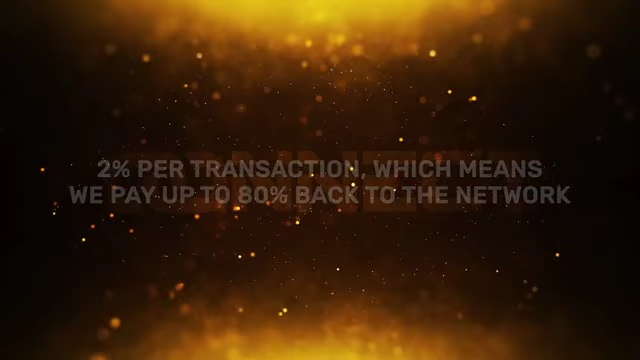 2% PER TRANSACTION, WHICH MEANS
WE PAY UP TO 80% BACK TO THE NETWORK